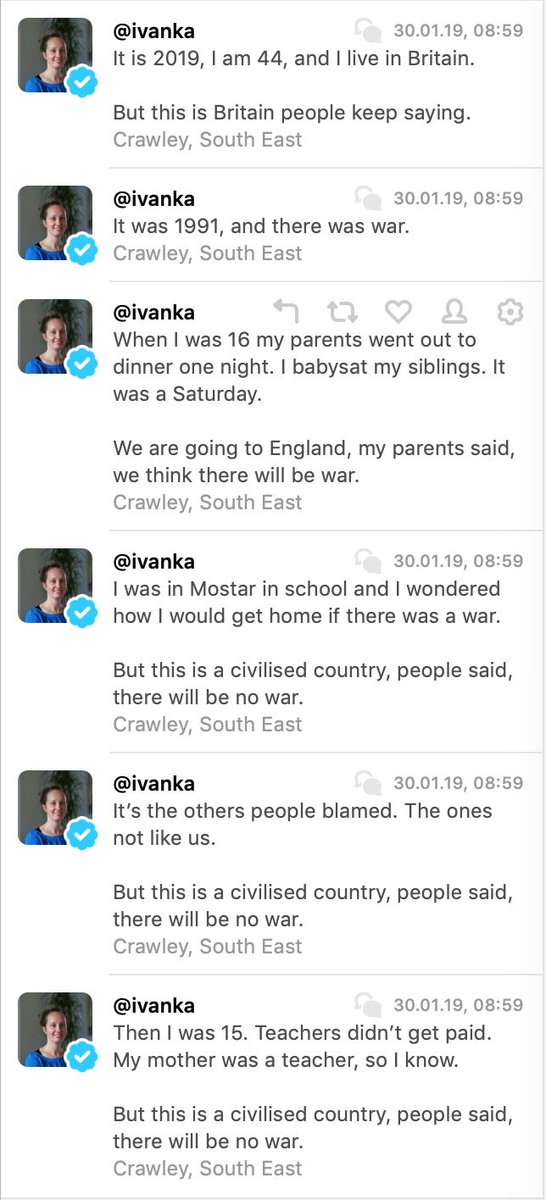 @ivanka 30.01.19, 08:59
It is 2019, I am 44, and I live in Britain.
But this is Britain people keep saying.
Crawley, South East
@ivanka 30.01.19, 08:59
It was 1991, and there was war.
Crawley, South East
@ivanka
When I was 16 my parents went out to
dinner one night. I babysat my siblings. It
was a Saturday.
We are going to England, my parents said,
we think there will be war.
Crawley, South East
@ivanka 30.01.19, 08:59
I was in Mostar in school and I wondered
how I would get home if there was a war.
But this is a civilised country, people said,
there will be no war.
Crawley, South East
@ivanka 30.01.19, 08:59
It’s the others people blamed. The ones
not like us.
But this is a civilised country, people said,
there will be no war.
Crawley, South East
@ivanka 30.01.19, 08:59
Then I was 15. Teachers didn’t get paid.
My mother was a teacher, so I know.
But this is a civilised country, people said,
there will be no war.
Crawley, South East